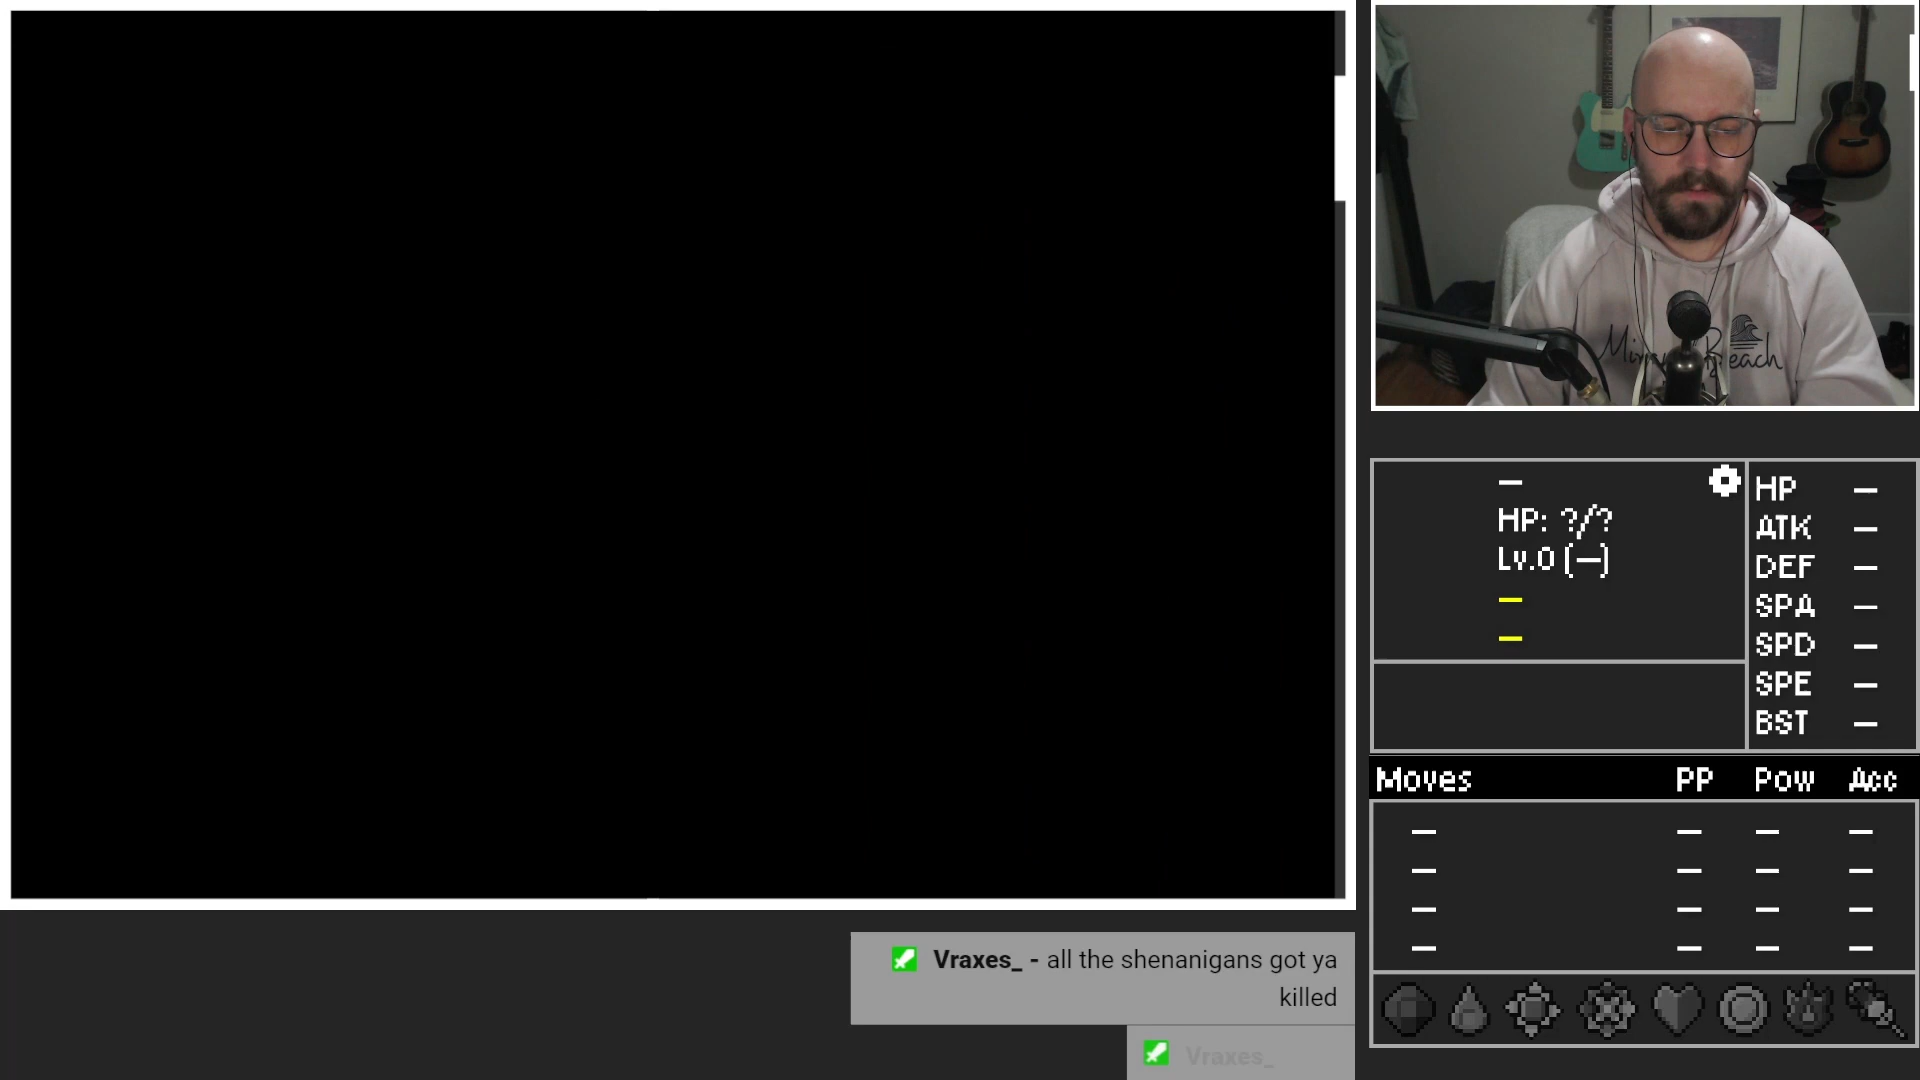 —
HP: ?/?
Lv.0 (—)
—
—
HP —
ATK —
DEF —
SPA —
SPD —
SPE —
BST —
Moves PP Pow Acc
— — — —
— — — —
— — — —
— — — —
Vraxes_ - all the shenanigans got ya
killed
Vraxes_